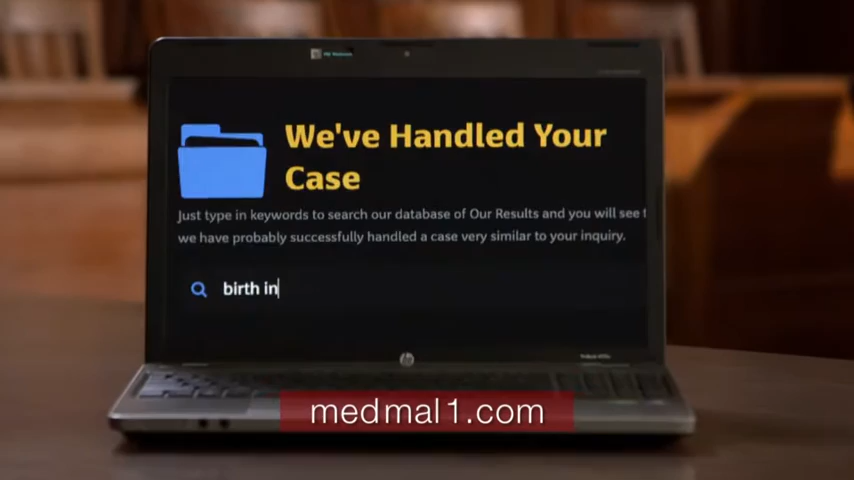 We've Handled Your
Case
Just type in keywords to search our database of Our Results and you will see t
we have probably successfully handled a case very similar to your inquiry.
birth in
hp
medmal1.com